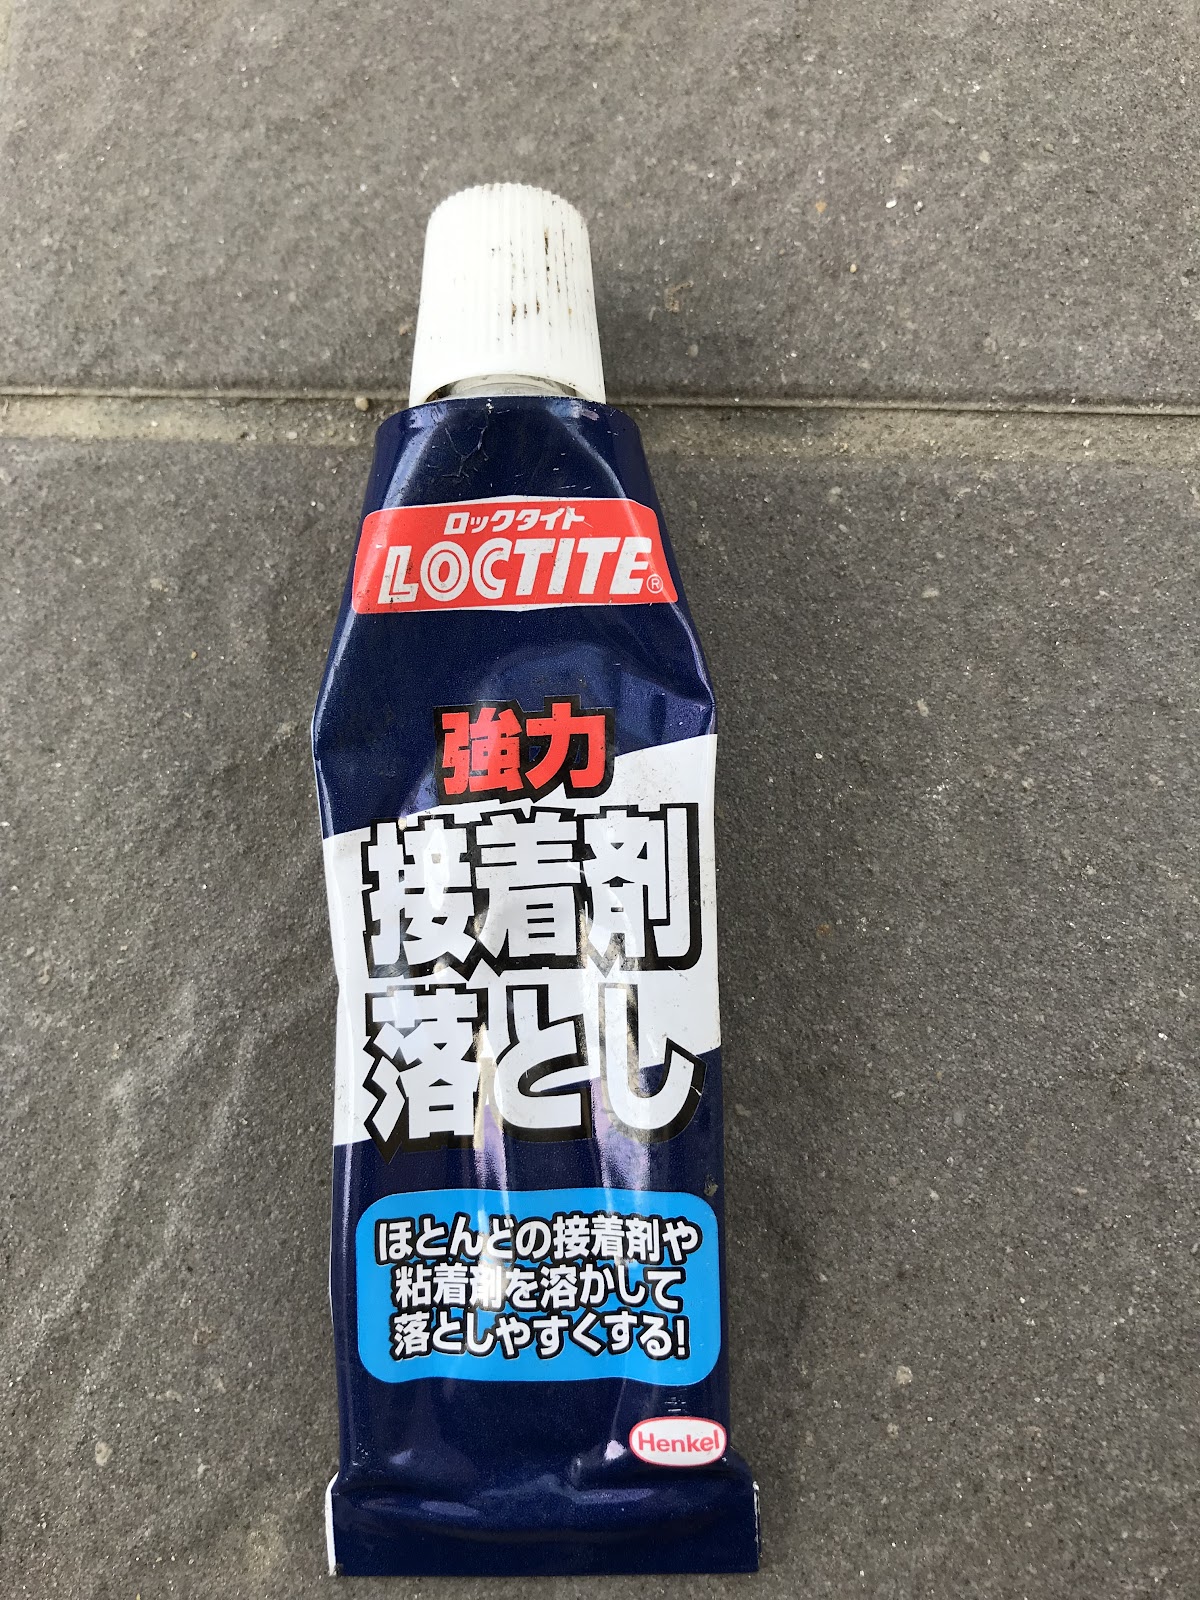 ロックタイト
LOCTITE®
強力
接着剤
落とし
ほとんどの接着剤や
粘着剤を溶かして
落としやすくする!
Henkel